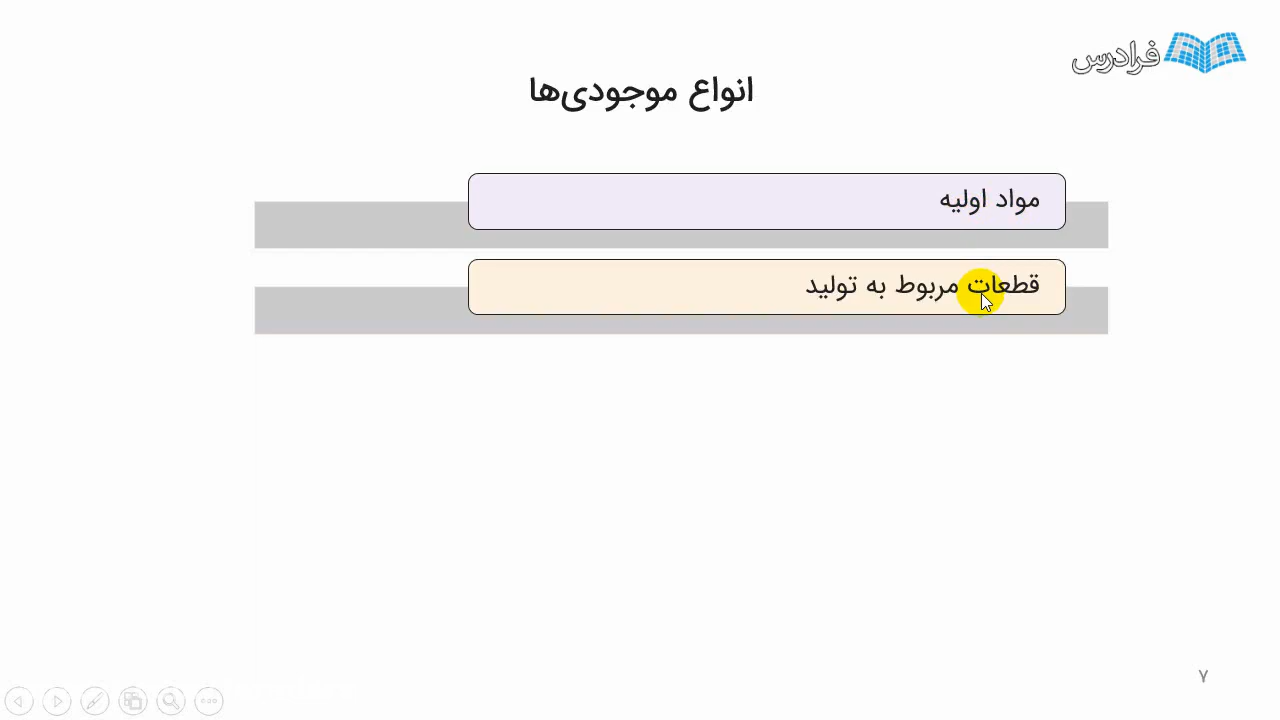 فرادرس
انواع موجودی‌ها
مواد اولیه
قطعات مربوط به تولید
۷